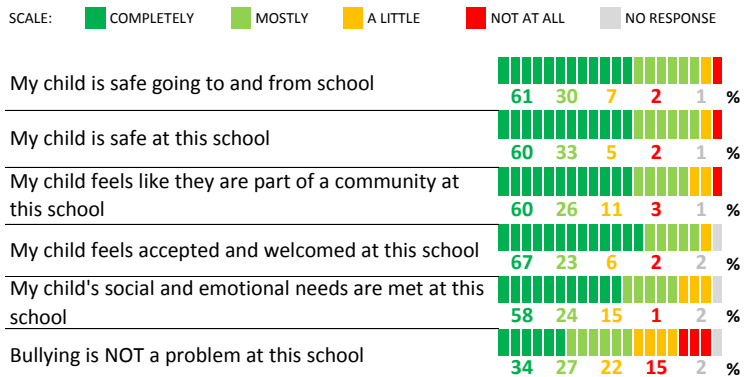 SCALE: COMPLETELY MOSTLY A LITTLE NOT AT ALL NO RESPONSE
My child is safe going to and from school
61 30 7 2 1 %
My child is safe at this school
60 33 5 2 1 %
My child feels like they are part of a community at
this school
60 26 11 3 1 %
My child feels accepted and welcomed at this school
67 23 6 2 2 %
My child's social and emotional needs are met at this
school
58 24 15 1 2 %
Bullying is NOT a problem at this school
34 27 22 15 2 %